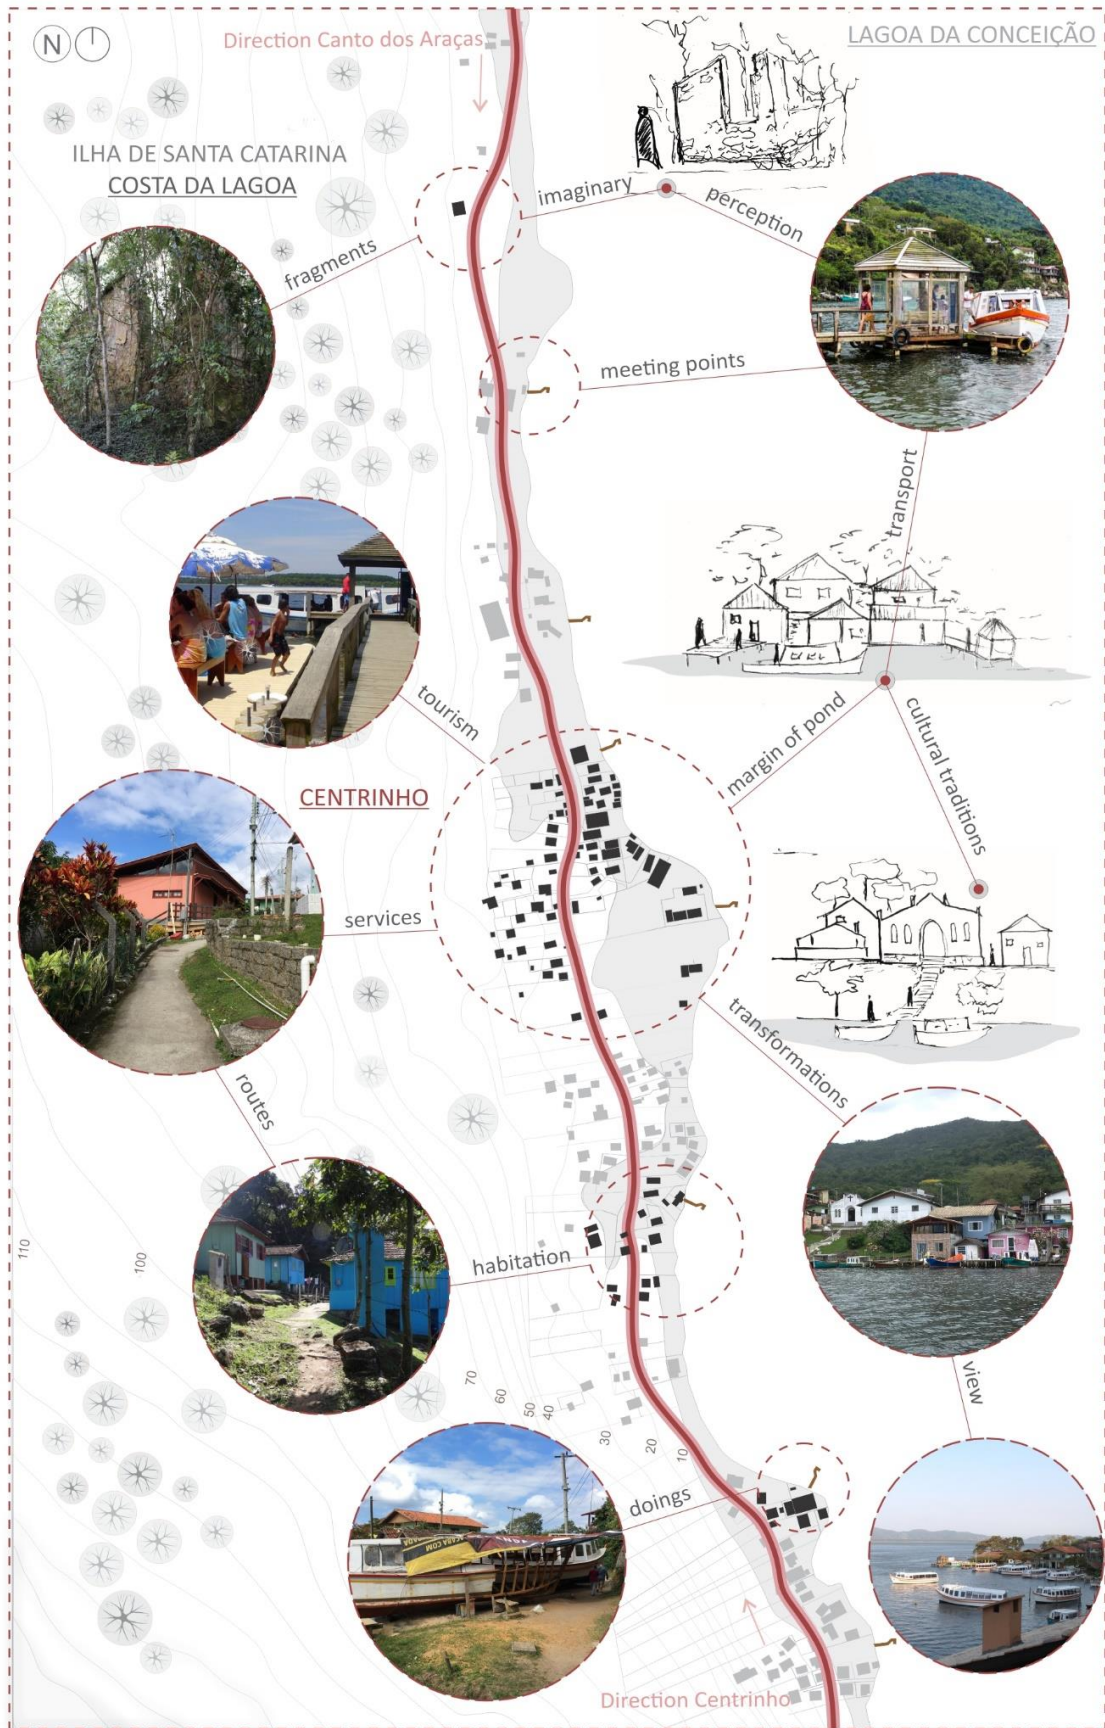 N
Direction Canto dos Araças
LAGOA DA CONCEIÇÃO
ILHA DE SANTA CATARINA
COSTA DA LAGOA
imaginary
perception
fragments
meeting points
transport
tourism
margin of pond
cultural traditions
CENTRINHO
services
transformations
routes
habitation
110
100
70
60
50
40
30
20
10
view
doings
Direction Centrinho